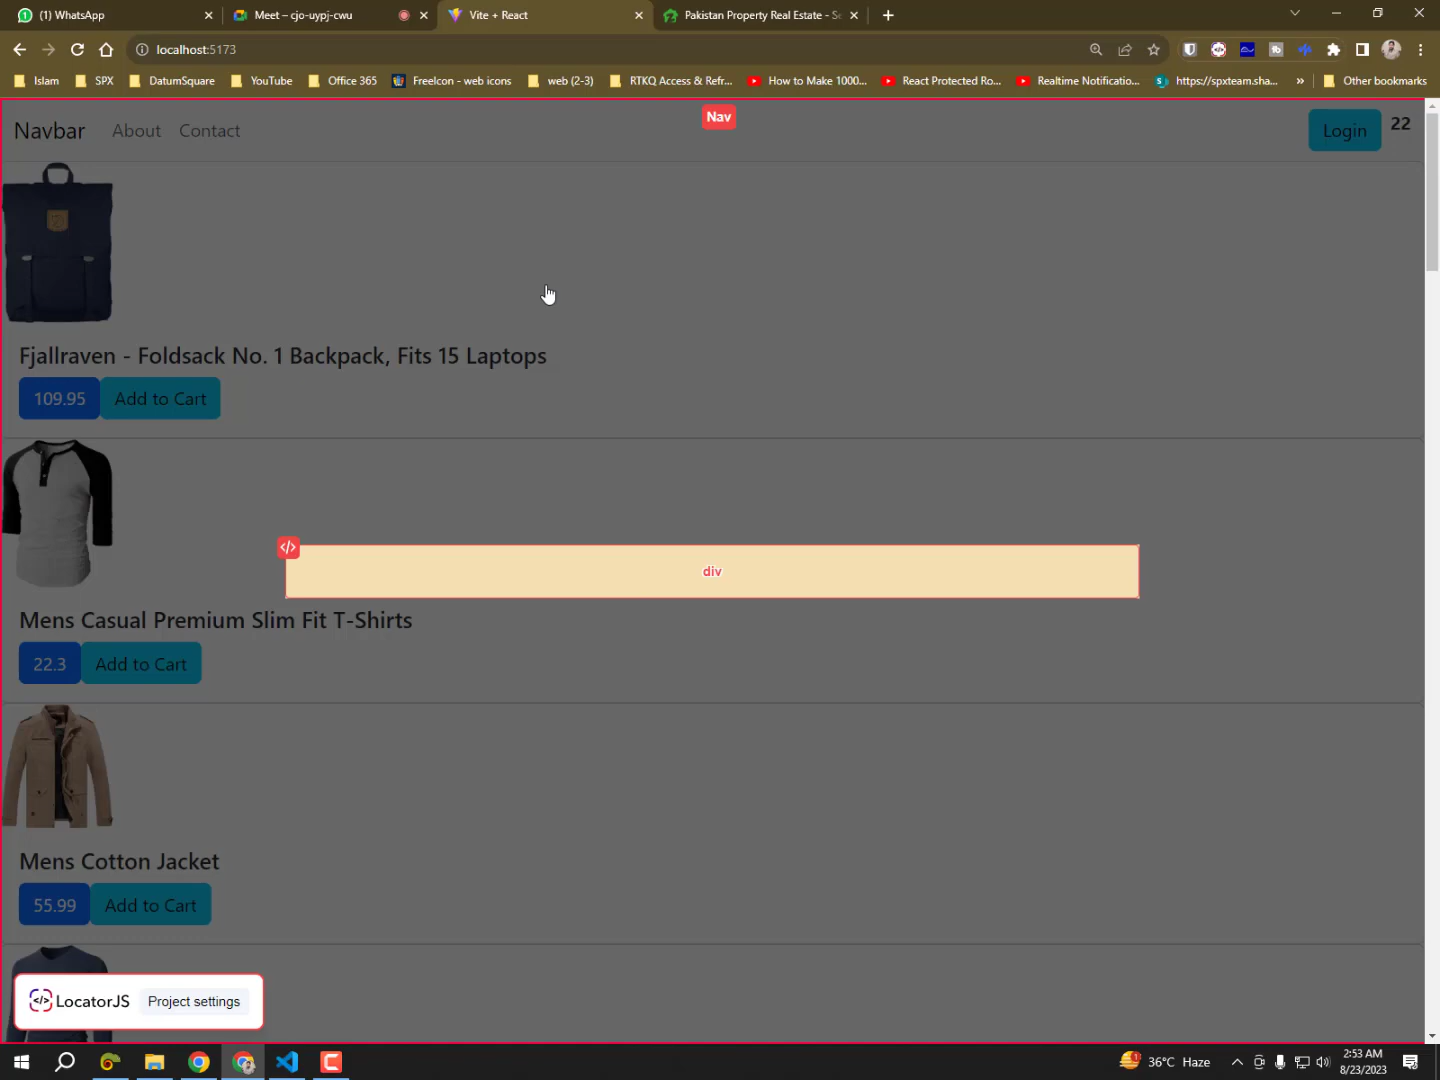 (1) WhatsApp
Meet – cjo-uypj-cwu
Vite + React
Pakistan Property Real Estate - Se
localhost:5173
Islam
SPX
DatumSquare
YouTube
Office 365
FreeIcon - web icons
web (2-3)
RTKQ Access & Refr...
How to Make 1000...
React Protected Ro...
Realtime Notificatio...
https://spxteam.sha...
»
Other bookmarks
Navbar
About
Contact
Nav
Login
22
Fjallraven - Foldsack No. 1 Backpack, Fits 15 Laptops
109.95
Add to Cart
</>
div
Mens Casual Premium Slim Fit T-Shirts
22.3
Add to Cart
Mens Cotton Jacket
55.99
Add to Cart
</> LocatorJS
Project settings
36°C Haze
2:53 AM
8/23/2023